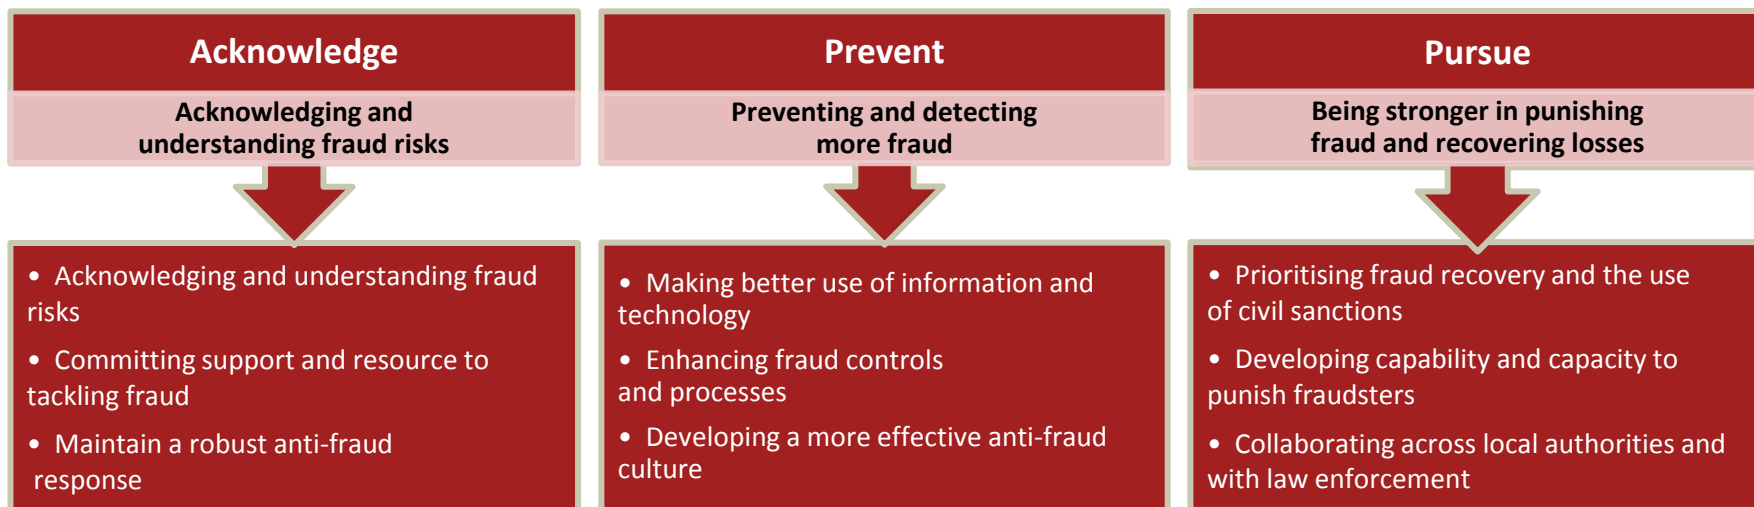 Acknowledge
Acknowledging and
understanding fraud risks
• Acknowledging and understanding fraud
risks
• Committing support and resource to
tackling fraud
• Maintain a robust anti-fraud
response
Prevent
Preventing and detecting
more fraud
• Making better use of information and
technology
• Enhancing fraud controls
and processes
• Developing a more effective anti-fraud
culture
Pursue
Being stronger in punishing
fraud and recovering losses
• Prioritising fraud recovery and the use
of civil sanctions
• Developing capability and capacity to
punish fraudsters
• Collaborating across local authorities and
with law enforcement